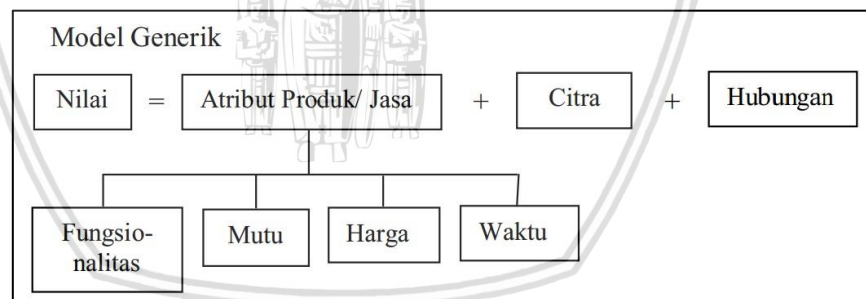 Model Generik
Nilai = Atribut Produk/ Jasa + Citra + Hubungan
Fungsio- Mutu Harga Waktu
nalitas